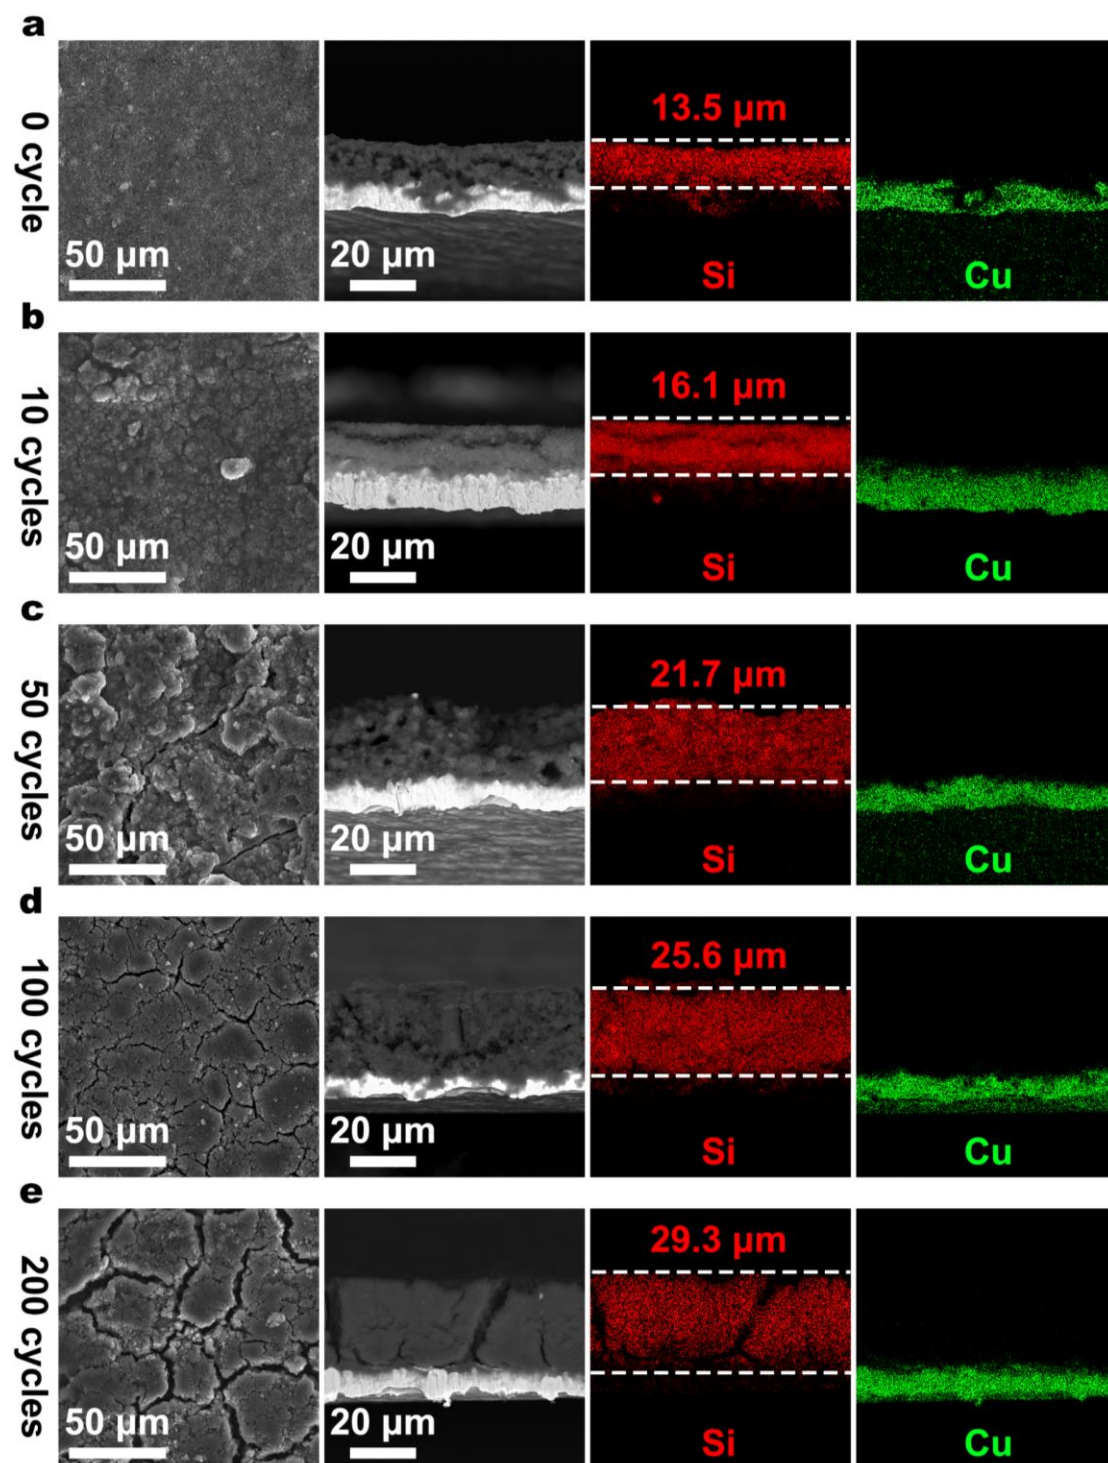 a
0 cycle
50 μm
20 μm
13.5 μm
Si
Cu
b
10 cycles
50 μm
20 μm
16.1 μm
Si
Cu
c
50 cycles
50 μm
20 μm
21.7 μm
Si
Cu
d
100 cycles
50 μm
20 μm
25.6 μm
Si
Cu
e
200 cycles
50 μm
20 μm
29.3 μm
Si
Cu